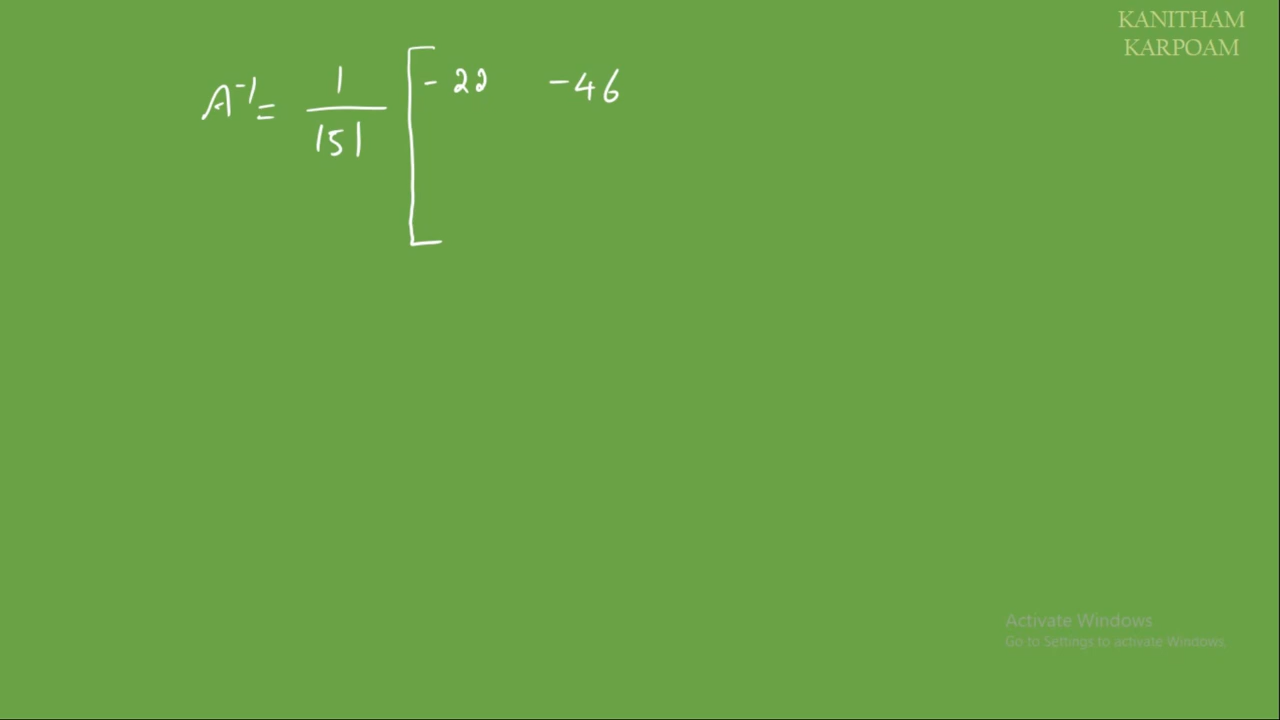 KANITHAM
KARPOAM
A⁻¹ = 1/151 [ -22 -46
Activate Windows
Go to Settings to activate Windows.